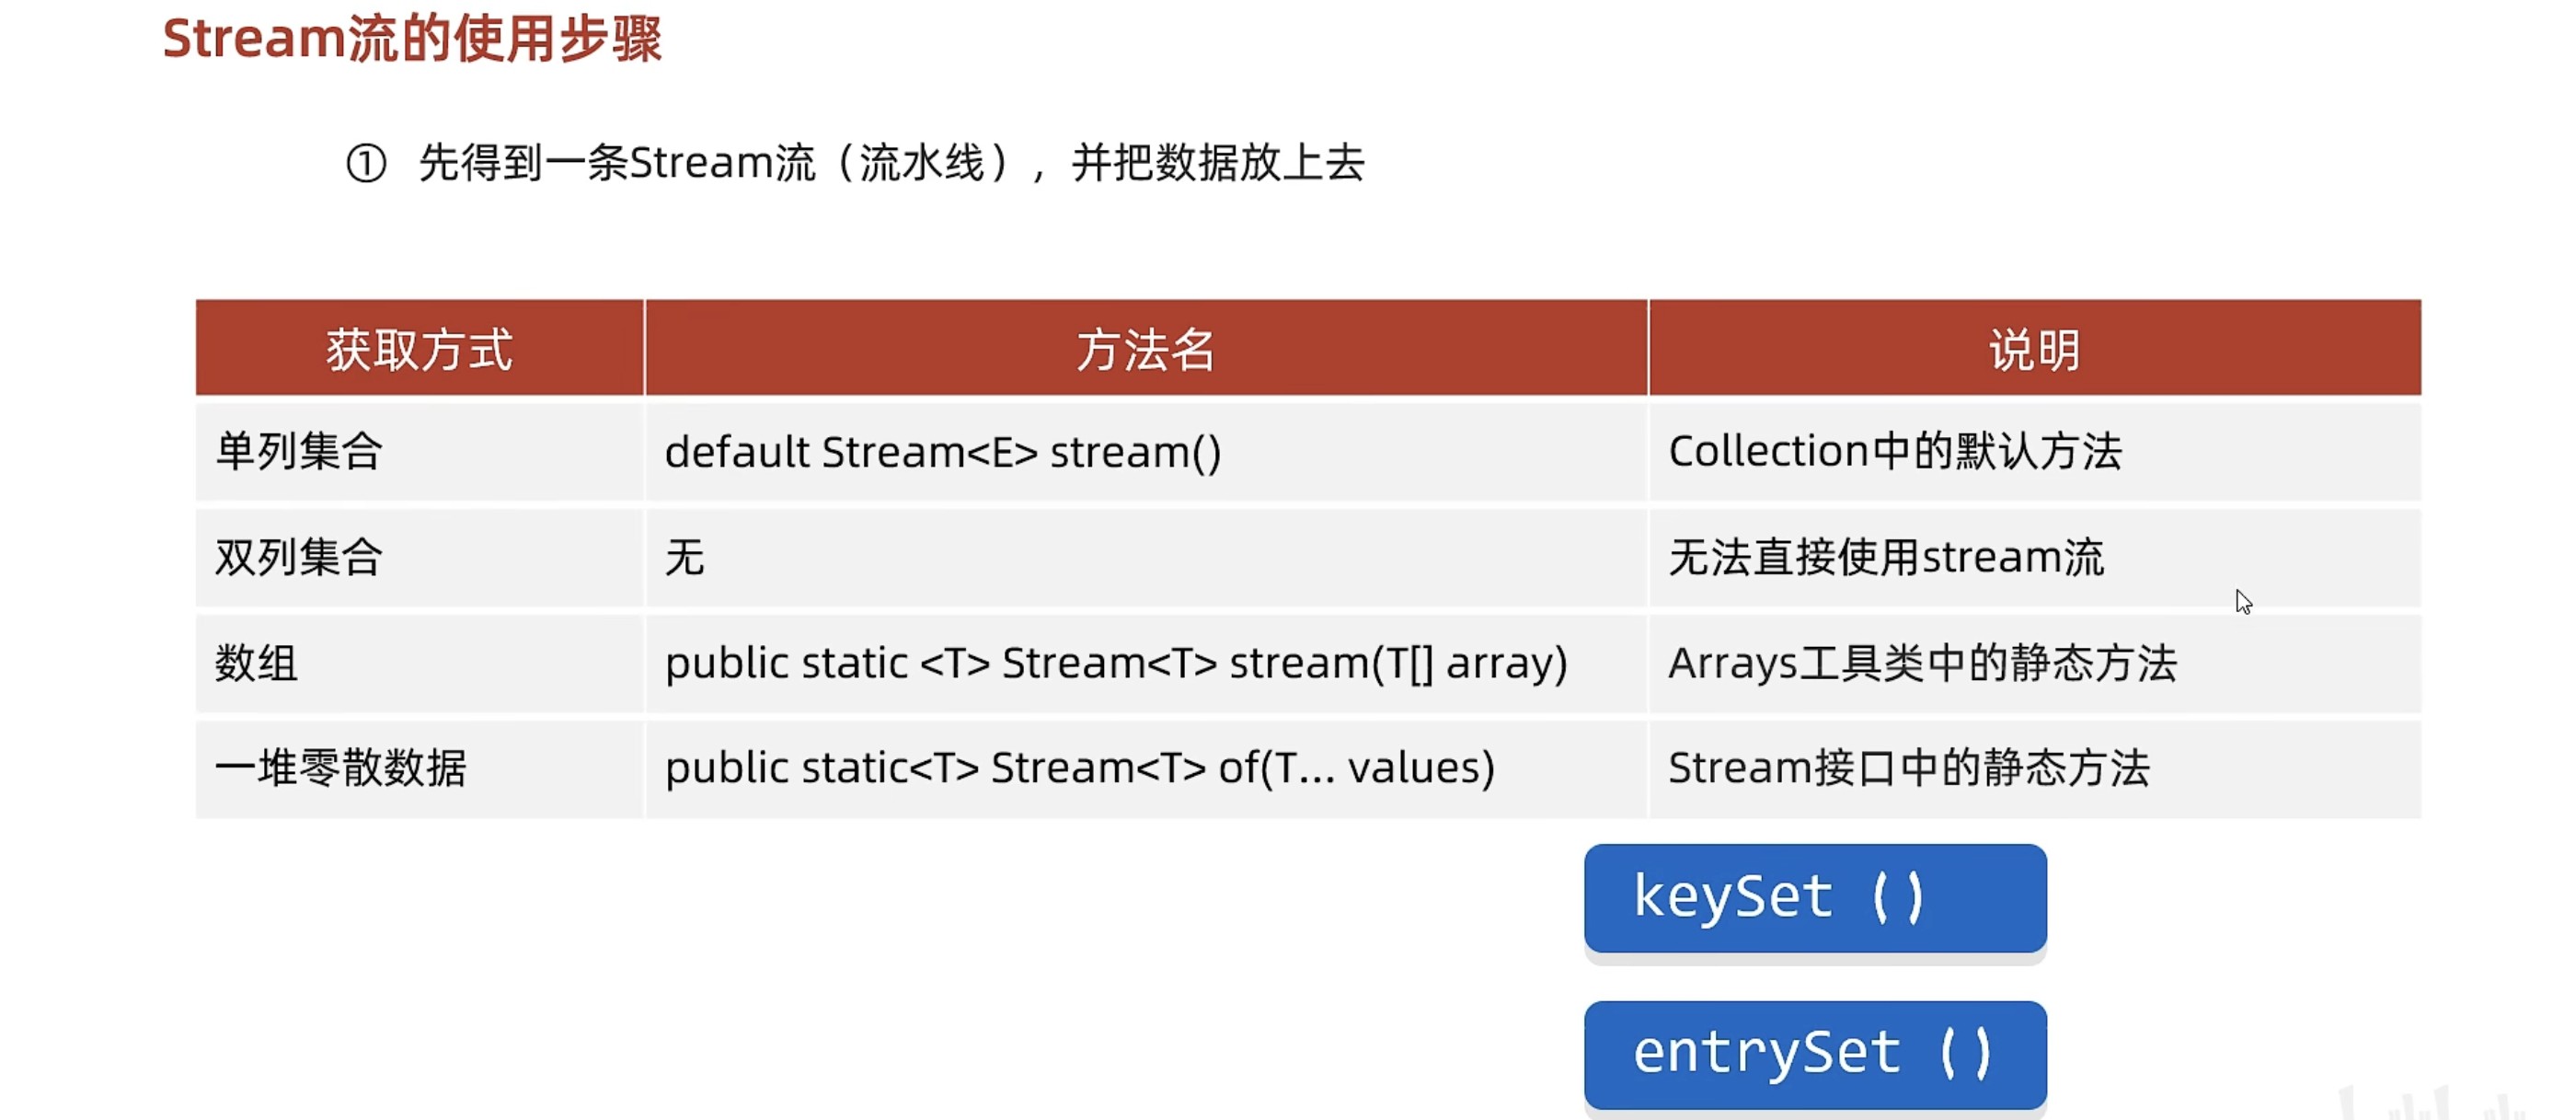 Stream流的使用步骤
① 先得到一条Stream流（流水线），并把数据放上去
获取方式 方法名 说明
单列集合 default Stream<E> stream() Collection中的默认方法
双列集合 无 无法直接使用stream流
数组 public static <T> Stream<T> stream(T[] array) Arrays工具类中的静态方法
一堆零散数据 public static<T> Stream<T> of(T... values) Stream接口中的静态方法
keySet ()
entrySet ()